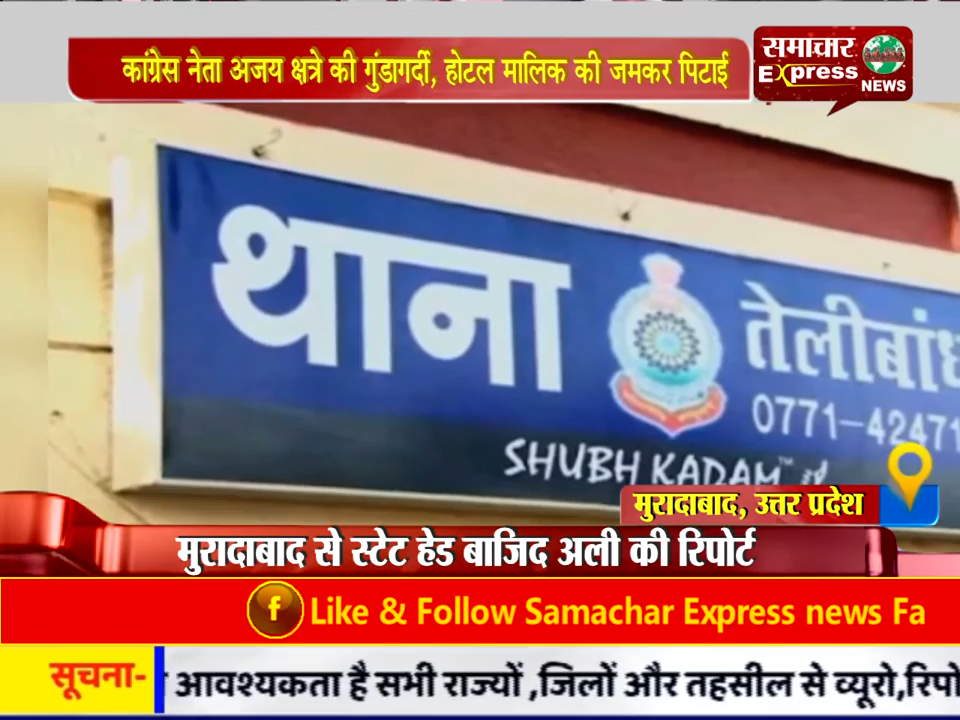 कांग्रेस नेता अजय क्षत्रे की गुंडागर्दी, होटल मालिक की जमकर पिटाई
समाचार
Express
NEWS
थाना
तेलीबांध
0771-42471
SHUBH KADAM
मुरादाबाद, उत्तर प्रदेश
मुरादाबाद से स्टेट हेड बाजिद अली की रिपोर्ट
f Like & Follow Samachar Express news Fa
सूचना- आवश्यकता है सभी राज्यों ,जिलों और तहसील से व्यूरो,रिपो